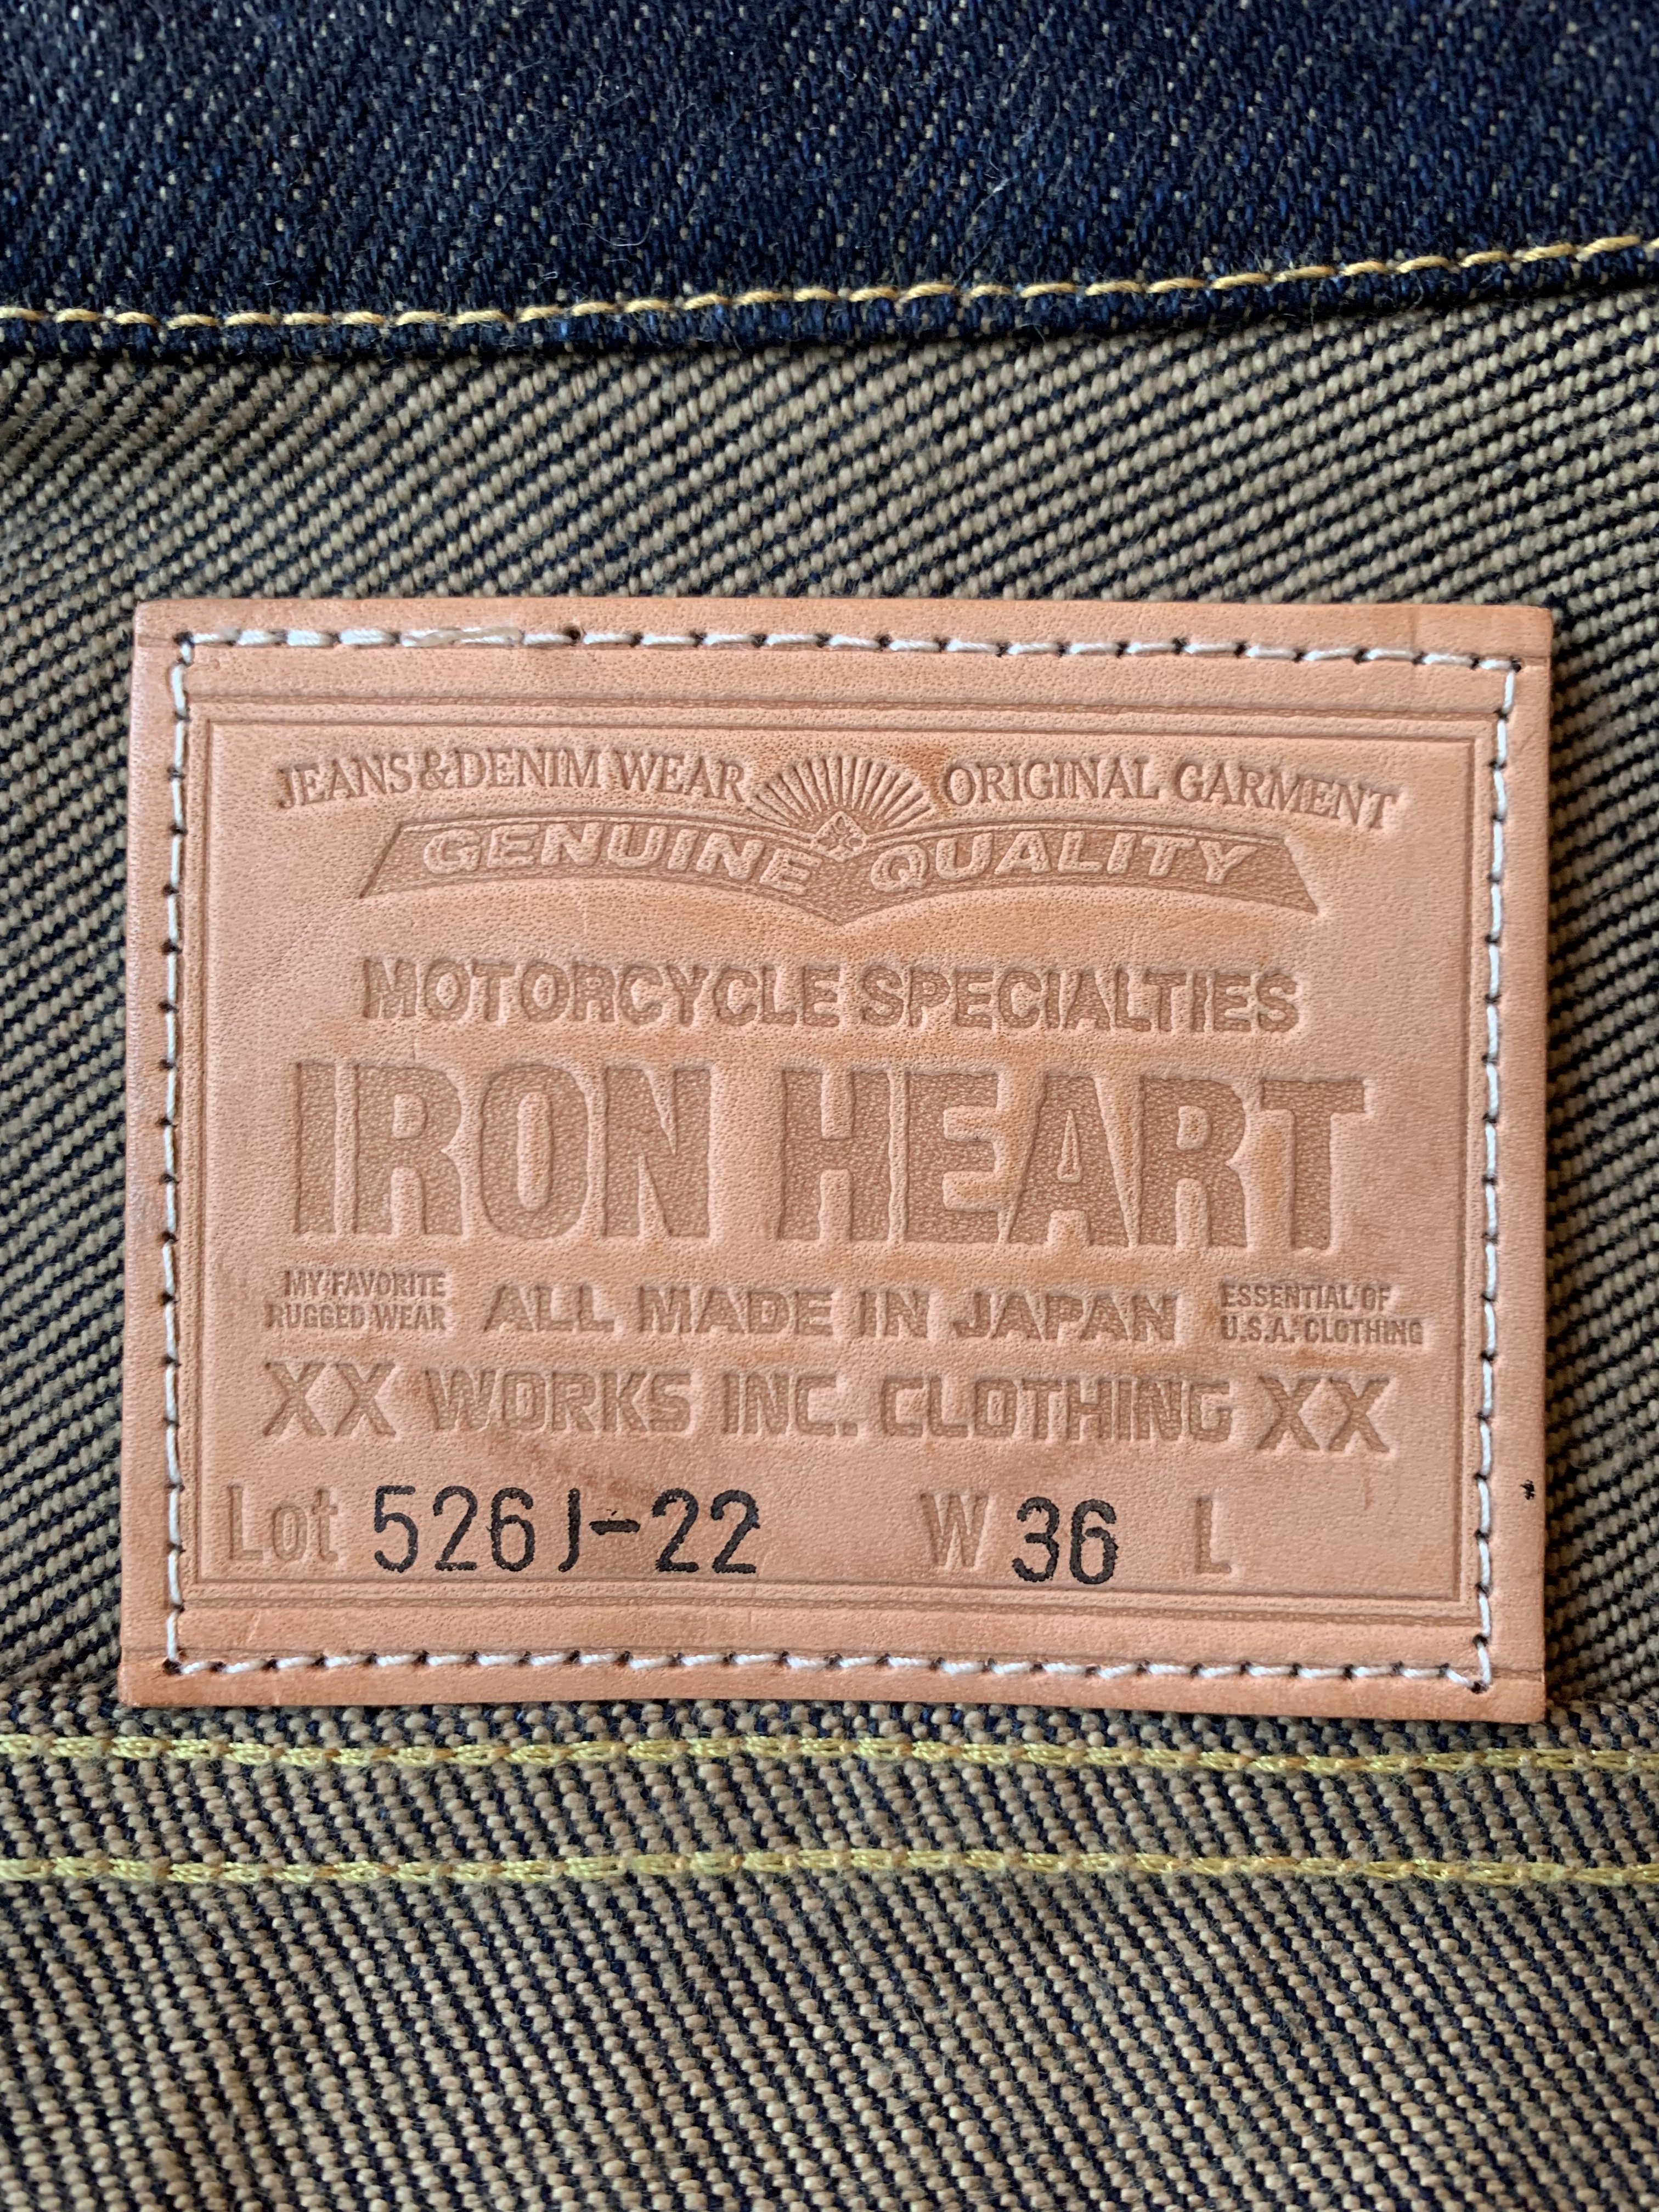 JEANS&DENIM WEAR ORIGINAL GARMENT
GENUINE QUALITY
MOTORCYCLE SPECIALTIES
IRON HEART
MY FAVORITE
RUGGED WEAR
ALL MADE IN JAPAN
ESSENTIAL OF
U.S.A. CLOTHING
XX WORKS INC. CLOTHING XX
Lot 526J-22 W 36 L